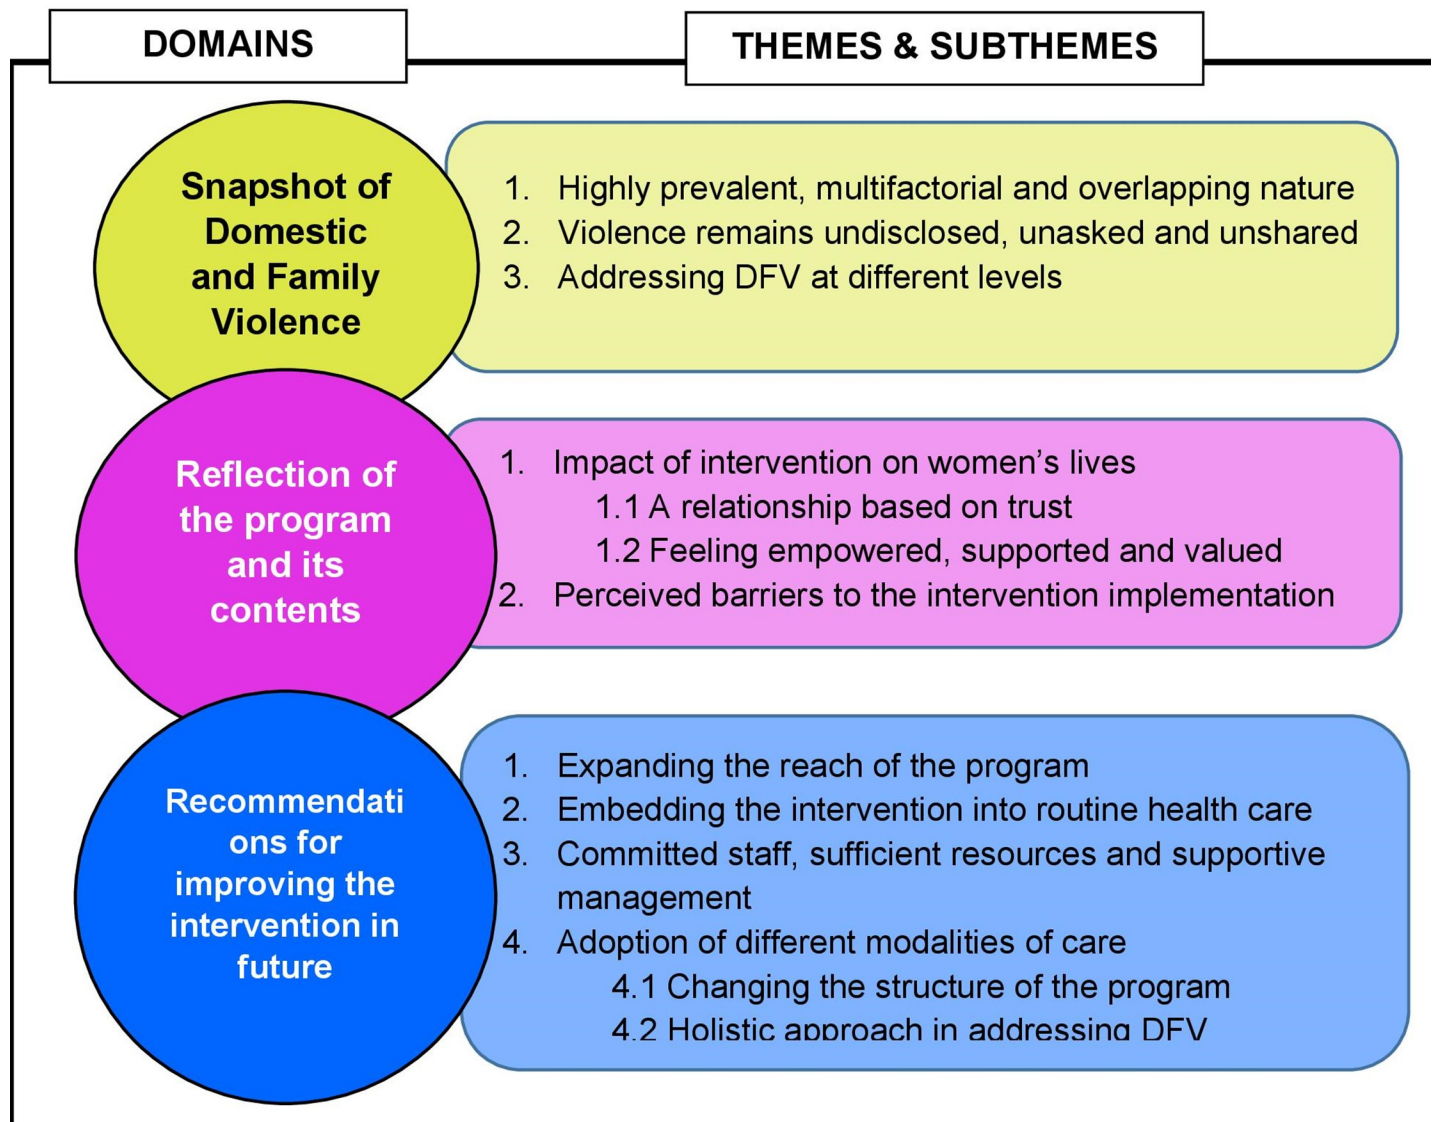 DOMAINS
THEMES & SUBTHEMES
Snapshot of
Domestic
and Family
Violence
1. Highly prevalent, multifactorial and overlapping nature
2. Violence remains undisclosed, unasked and unshared
3. Addressing DFV at different levels
Reflection of
the program
and its
contents
1. Impact of intervention on women’s lives
1.1 A relationship based on trust
1.2 Feeling empowered, supported and valued
2. Perceived barriers to the intervention implementation
Recommendati
ons for
improving the
intervention in
future
1. Expanding the reach of the program
2. Embedding the intervention into routine health care
3. Committed staff, sufficient resources and supportive
management
4. Adoption of different modalities of care
4.1 Changing the structure of the program
4.2 Holistic approach in addressing DFV